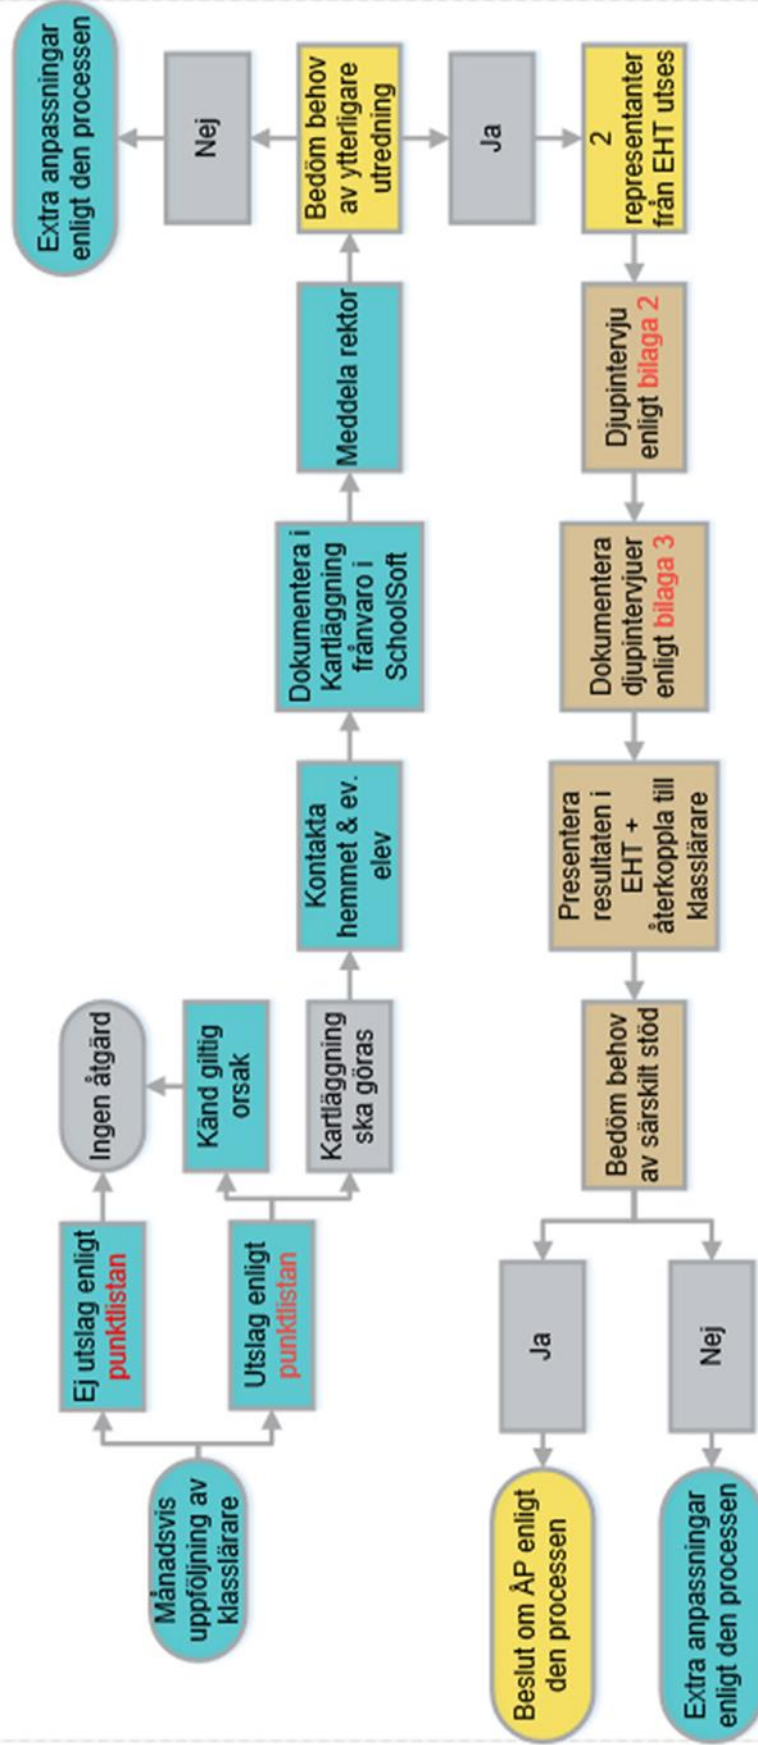 Månadsvis
uppföljning av
klasslärare
Ej utslag enligt
punktlistan
Utslag enligt
punktlistan
Ingen åtgärd
Känd giltig
orsak
Kartläggning
ska göras
Kontakta
hemmet & ev.
elev
Dokumentera i
Kartläggning
frånvaro i
SchoolSoft
Meddela rektor
Bedöm behov
av ytterligare
utredning
Nej
Extra anpassningar
enligt den processen
Ja
2
representanter
från EHT utses
Djupintervju
enligt bilaga 2
Dokumentera
djupintervjuer
enligt bilaga 3
Presentera
resultaten i
EHT +
återkoppla till
klasslärare
Bedöm behov
av särskilt stöd
Ja
Beslut om ÅP enligt
den processen
Nej
Extra anpassningar
enligt den processen